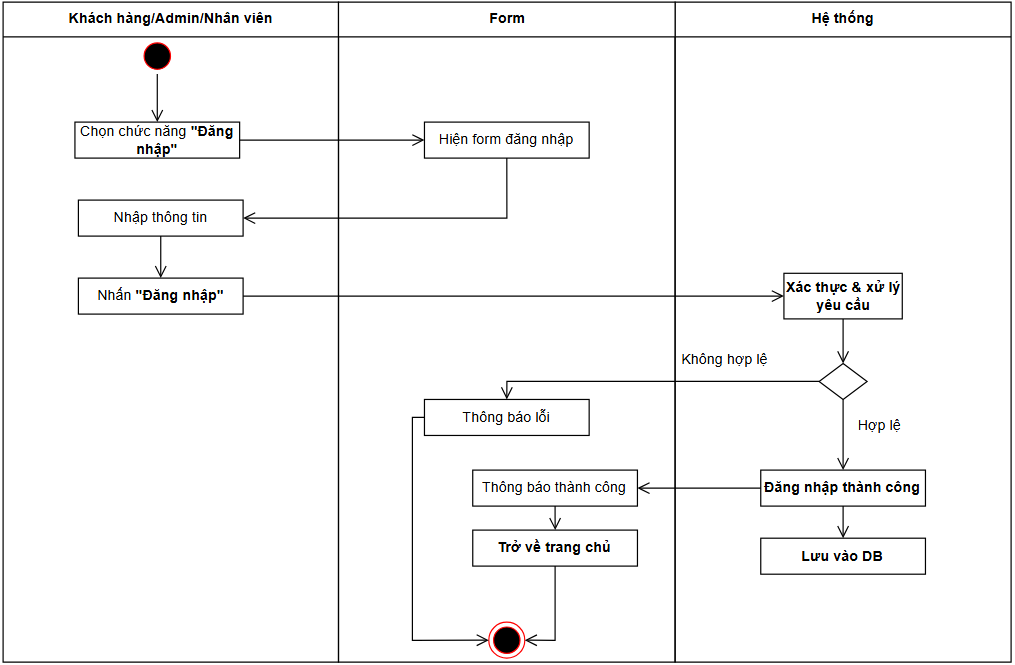 Khách hàng/Admin/Nhân viên
Form
Hệ thống
Chọn chức năng "Đăng
nhập"
Hiện form đăng nhập
Nhập thông tin
Nhấn "Đăng nhập"
Xác thực & xử lý
yêu cầu
Không hợp lệ
Thông báo lỗi
Hợp lệ
Thông báo thành công
Đăng nhập thành công
Trở về trang chủ
Lưu vào DB